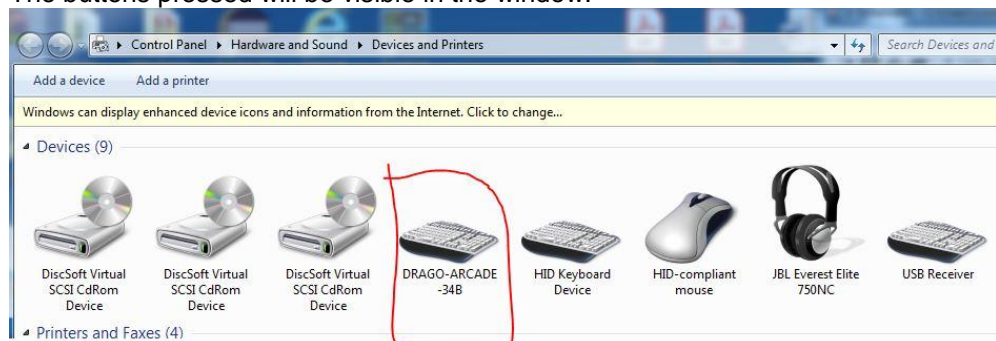 The buttons pressed will be visible in the window.
Control Panel ▸ Hardware and Sound ▸ Devices and Printers
Search Devices and
Add a device Add a printer
Windows can display enhanced device icons and information from the Internet. Click to change...
Devices (9)
DiscSoft Virtual SCSI CdRom Device
DiscSoft Virtual SCSI CdRom Device
DiscSoft Virtual SCSI CdRom Device
DRAGO-ARCADE -34B
HID Keyboard Device
HID-compliant mouse
JBL Everest Elite 750NC
USB Receiver
Printers and Faxes (4)